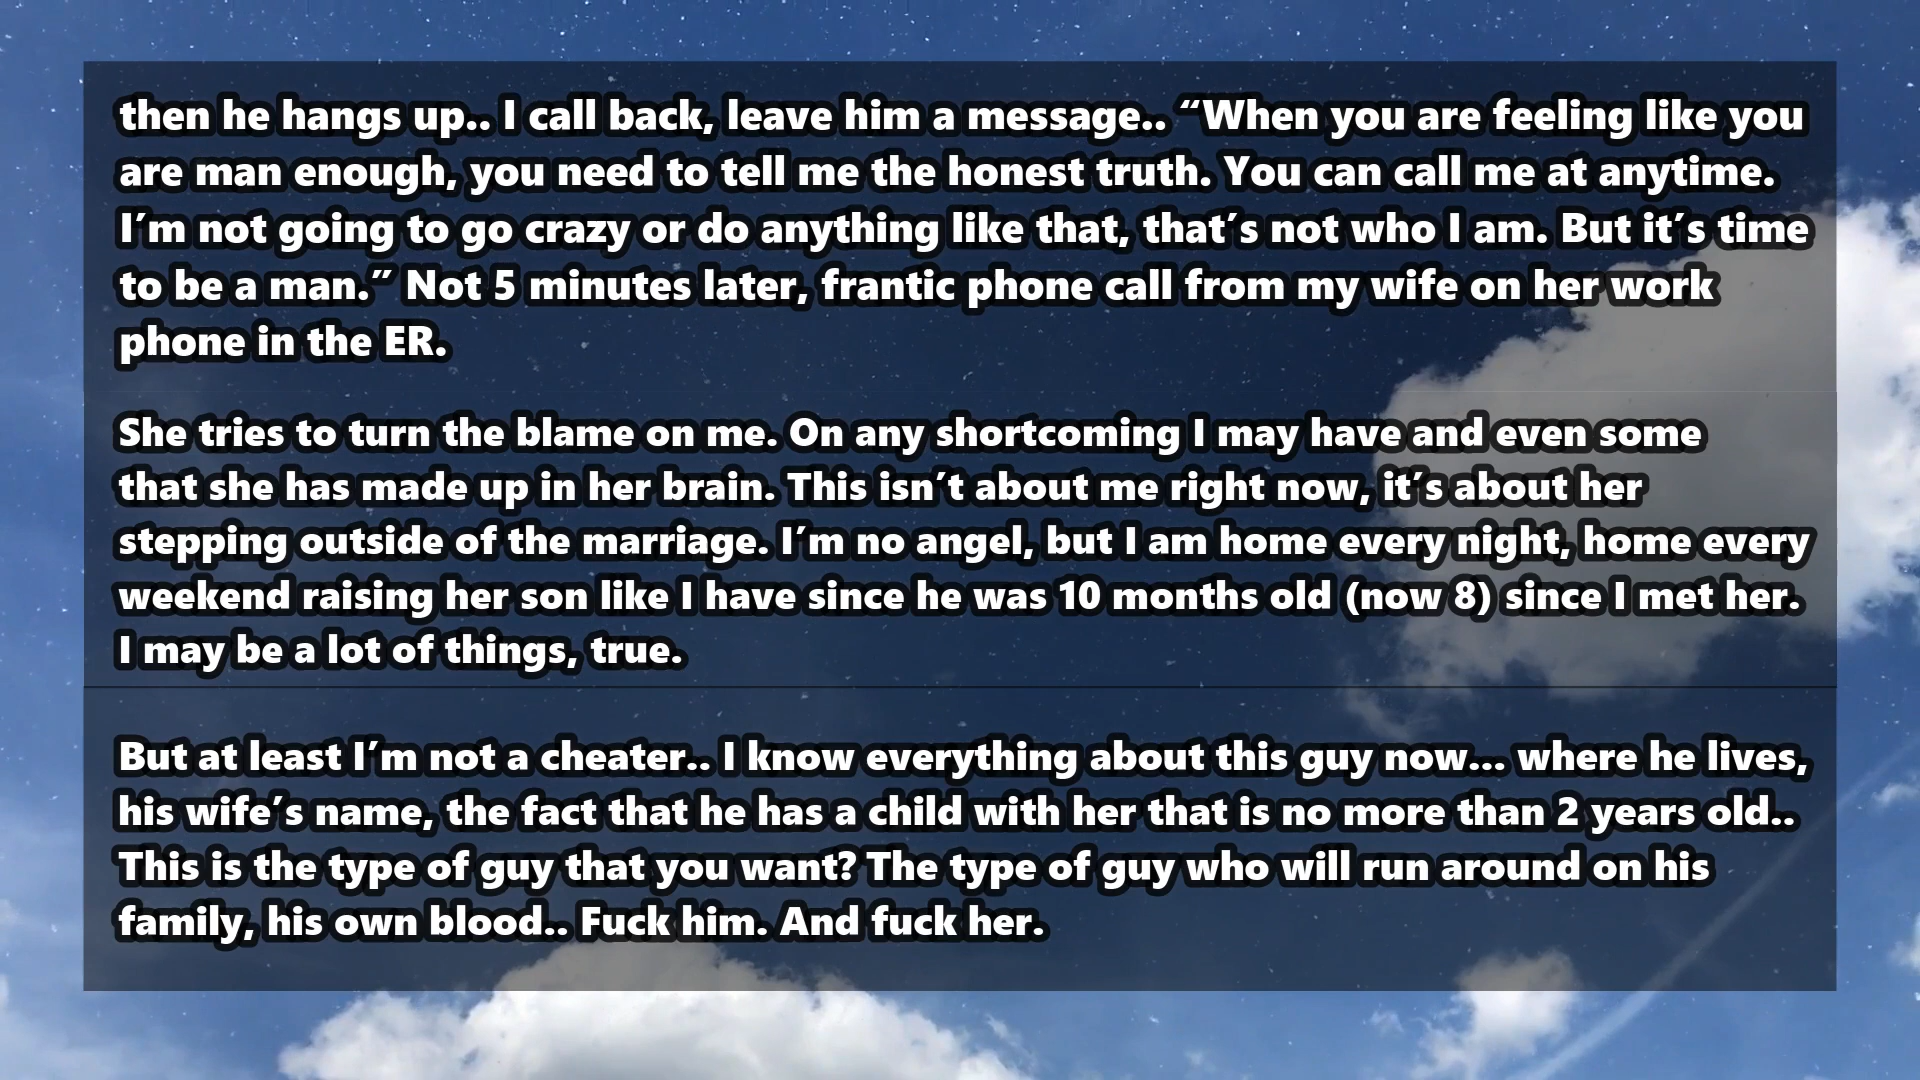 then he hangs up.. I call back, leave him a message.. “When you are feeling like you
are man enough, you need to tell me the honest truth. You can call me at anytime.
I′m not going to go crazy or do anything like that, that′s not who I am. But it′s time
to be a man.” Not 5 minutes later, frantic phone call from my wife on her work
phone in the ER.
She tries to turn the blame on me. On any shortcoming I may have and even some
that she has made up in her brain. This isn′t about me right now, it′s about her
stepping outside of the marriage. I′m no angel, but I am home every night, home every
weekend raising her son like I have since he was 10 months old (now 8) since I met her.
I may be a lot of things, true.
But at least I′m not a cheater.. I know everything about this guy now... where he lives,
his wife′s name, the fact that he has a child with her that is no more than 2 years old..
This is the type of guy that you want? The type of guy who will run around on his
family, his own blood.. Fuck him. And fuck her.